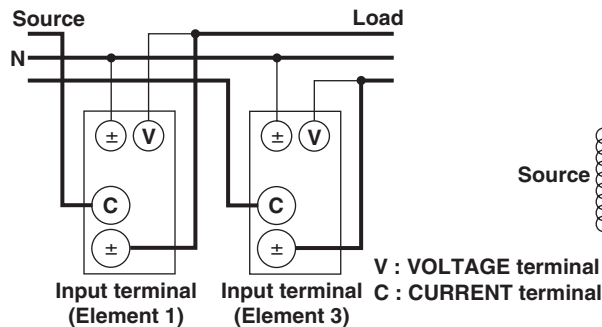 Source
Load
N
± V
± V
C
C
±
±
Source
Input terminal
(Element 1)
Input terminal
(Element 3)
V : VOLTAGE terminal
C : CURRENT terminal